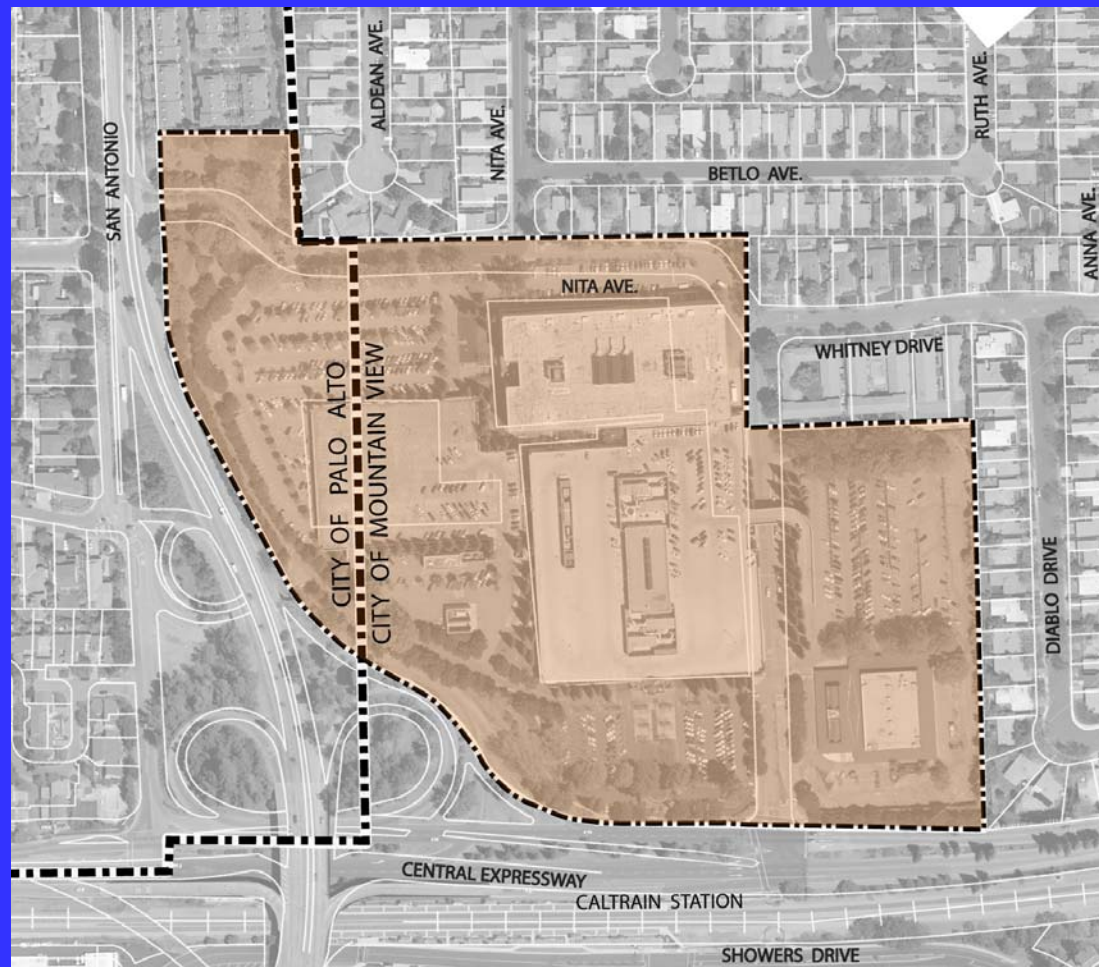 ALDEAN AVE.
RUTH AVE.
SAN ANTONIO
NITA AVE.
BETLO AVE.
ANNA AVE.
NITA AVE.
WHITNEY DRIVE
CITY OF PALO ALTO
CITY OF MOUNTAIN VIEW
DIABLO DRIVE
CENTRAL EXPRESSWAY
CALTRAIN STATION
SHOWERS DRIVE